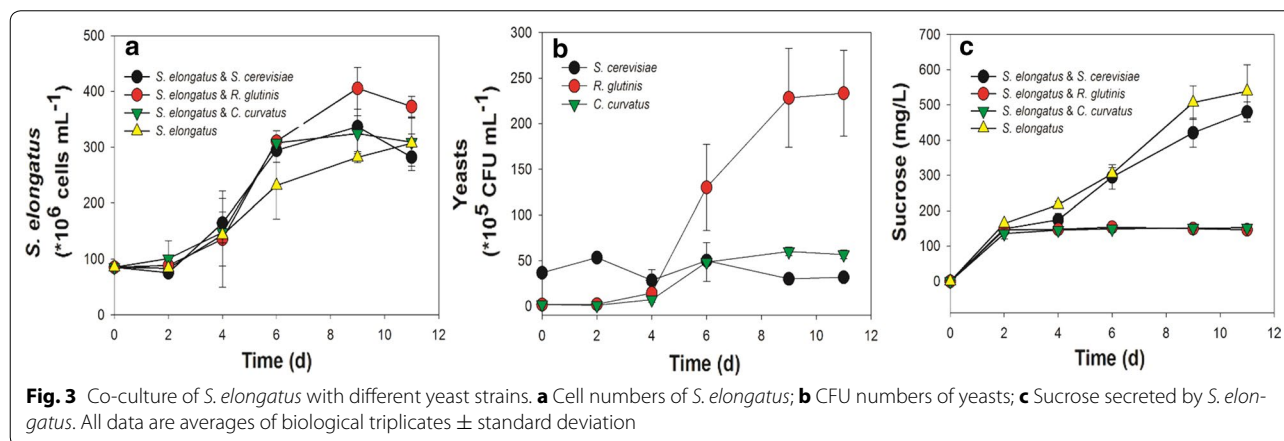 a
S. elongatus & S. cerevisiae
S. elongatus & R. glutinis
S. elongatus & C. curvatus
S. elongatus
S. elongatus
(*10⁶ cells mL⁻¹)
500
400
300
200
100
0
0 2 4 6 8 10 12
Time (d)
b
S. cerevisiae
R. glutinis
C. curvatus
Yeasts
(*10⁵ CFU mL⁻¹)
300
250
200
150
100
50
0
0 2 4 6 8 10 12
Time (d)
c
S. elongatus & S. cerevisiae
S. elongatus & R. glutinis
S. elongatus & C. curvatus
S. elongatus
Sucrose (mg/L)
700
600
500
400
300
200
100
0
0 2 4 6 8 10 12
Time (d)
Fig. 3 Co-culture of S. elongatus with different yeast strains. a Cell numbers of S. elongatus; b CFU numbers of yeasts; c Sucrose secreted by S. elon-
gatus. All data are averages of biological triplicates ± standard deviation